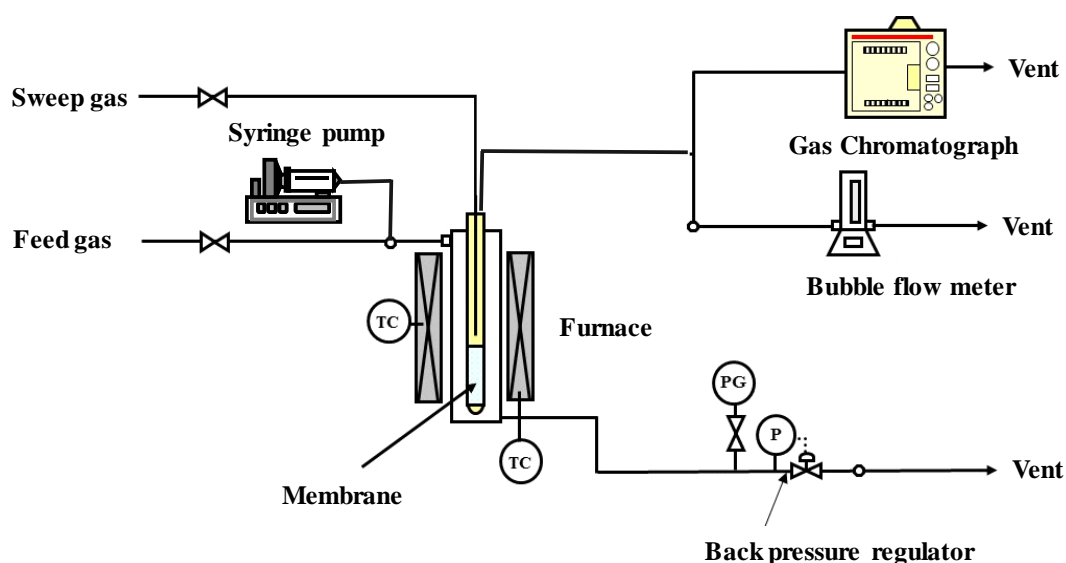 Sweep gas
Syringe pump
Feed gas
Vent
Gas Chromatograph
Vent
Bubble flow meter
TC
Furnace
TC
Membrane
PG
P
Vent
Back pressure regulator